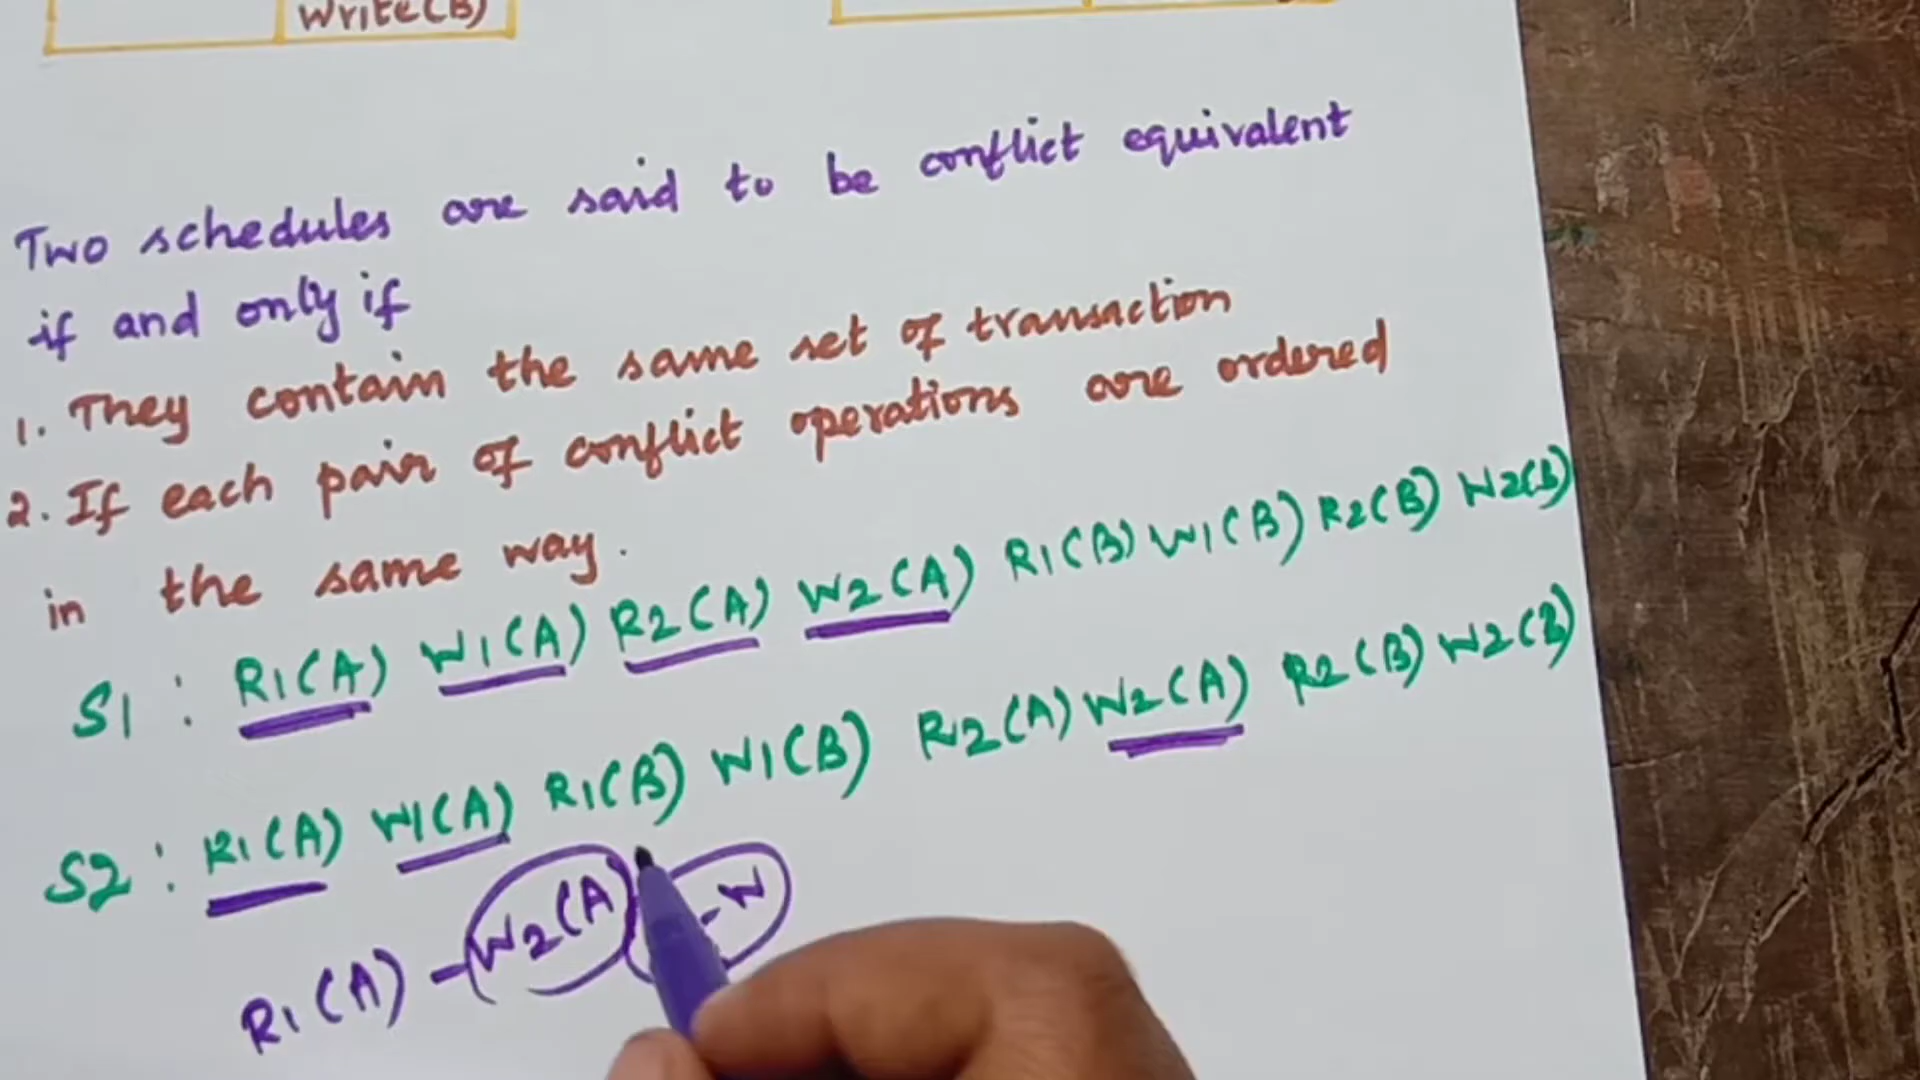 Write(B)
Two schedules are said to be conflict equivalent
if and only if
1. They contain the same set of transaction
2. If each pair of conflict operations are ordered
in the same way.
S1 : R1(A) W1(A) R2(A) W2(A) R1(B) W1(B) R2(B) W2(B)
S2 : R1(A) W1(A) R1(B) W1(B) R2(A) W2(A) R2(B) W2(B)
R1(A) - W2(A - W